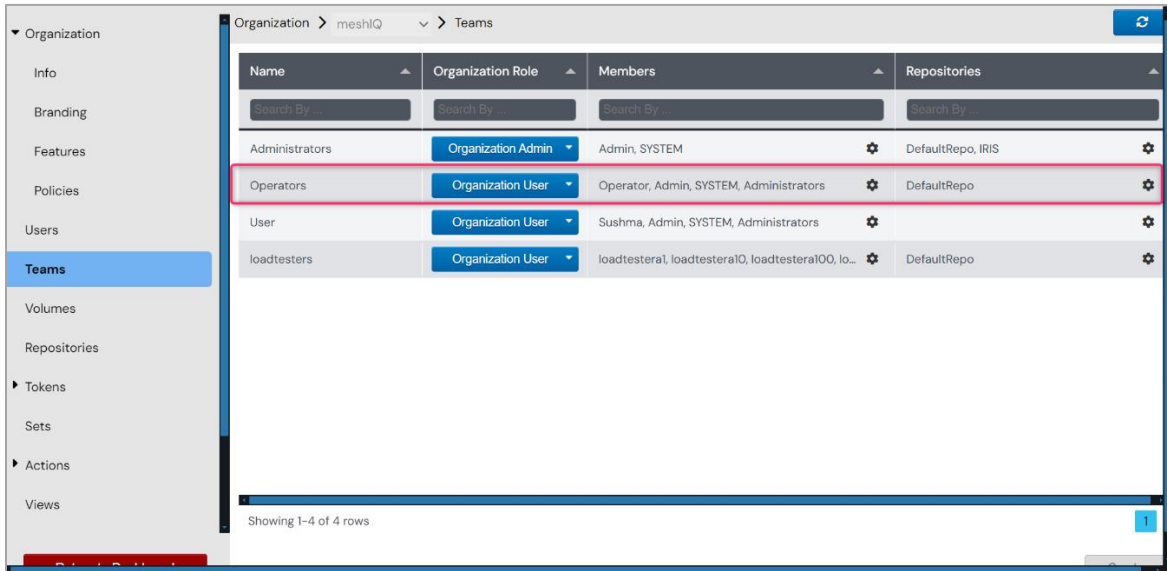 Organization
Info
Branding
Features
Policies
Users
Teams
Volumes
Repositories
Tokens
Sets
Actions
Views
Organization > meshIQ > Teams
Name Organization Role Members Repositories
Search By ... Search By ... Search By ... Search By ...
Administrators Organization Admin Admin, SYSTEM DefaultRepo, IRIS
Operators Organization User Operator, Admin, SYSTEM, Administrators DefaultRepo
User Organization User Sushma, Admin, SYSTEM, Administrators
loadtesters Organization User loadtestera1, loadtestera10, loadtestera100, lo... DefaultRepo
Showing 1-4 of 4 rows 1